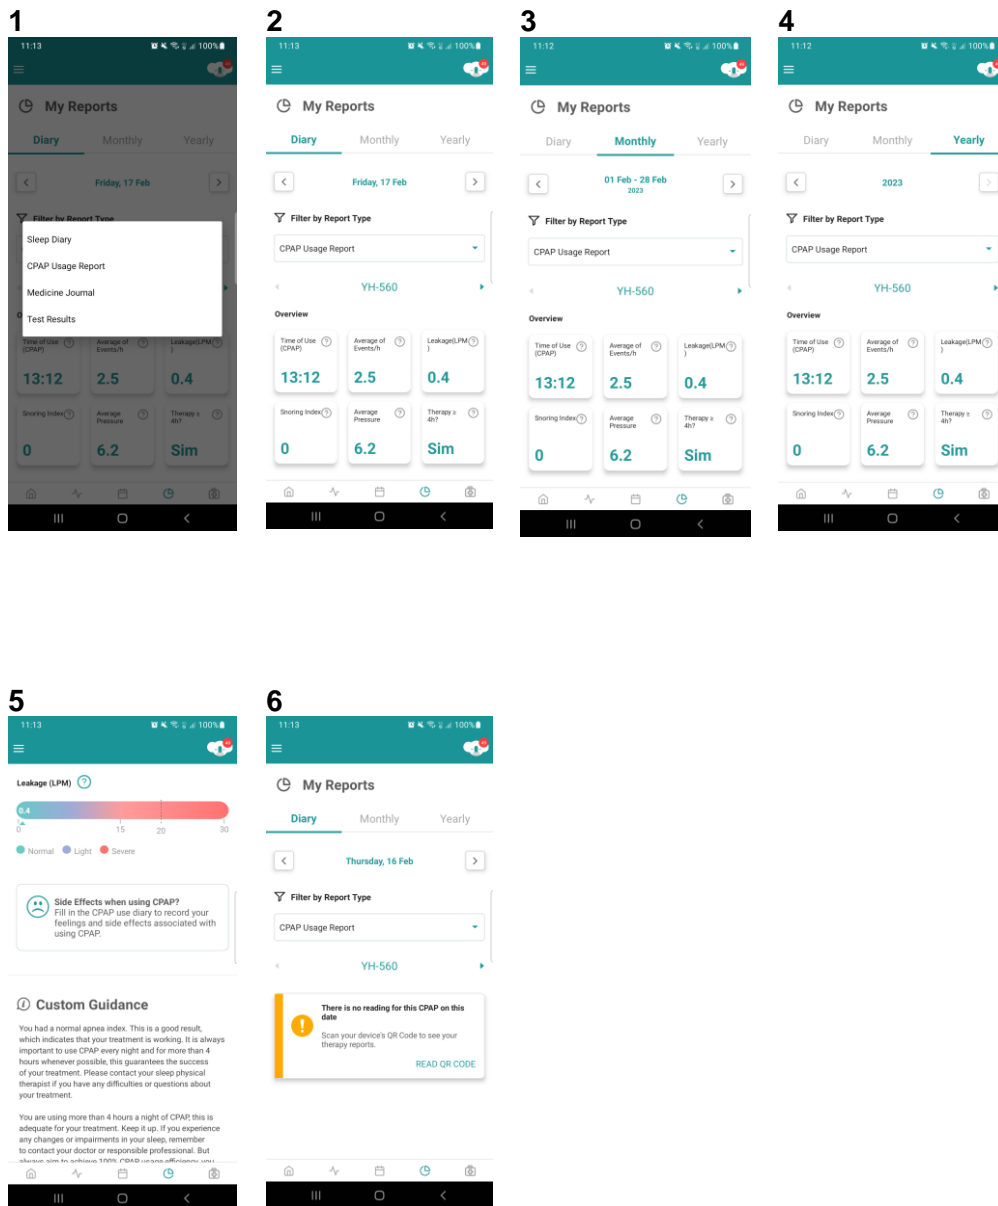 1
11:13
100%
My Reports
Diary Monthly Yearly
Friday, 17 Feb
Filter by Report Type
Sleep Diary
CPAP Usage Report
Medicine Journal
Test Results
Time of Use (CPAP)
13:12
Average of Events/h
2.5
Leakage(LPM)
0.4
Snoring Index
0
Average Pressure
6.2
Therapy ≥ 4h?
Sim
2
11:13
100%
My Reports
Diary Monthly Yearly
Friday, 17 Feb
Filter by Report Type
CPAP Usage Report
YH-560
Overview
Time of Use (CPAP)
13:12
Average of Events/h
2.5
Leakage(LPM)
0.4
Snoring Index
0
Average Pressure
6.2
Therapy ≥ 4h?
Sim
3
11:12
100%
My Reports
Diary Monthly Yearly
01 Feb - 28 Feb
2023
Filter by Report Type
CPAP Usage Report
YH-560
Overview
Time of Use (CPAP)
13:12
Average of Events/h
2.5
Leakage(LPM)
0.4
Snoring Index
0
Average Pressure
6.2
Therapy ≥ 4h?
Sim
4
11:12
100%
My Reports
Diary Monthly Yearly
2023
Filter by Report Type
CPAP Usage Report
YH-560
Overview
Time of Use (CPAP)
13:12
Average of Events/h
2.5
Leakage(LPM)
0.4
Snoring Index
0
Average Pressure
6.2
Therapy ≥ 4h?
Sim
5
11:13
100%
Leakage (LPM)
0.4
0 15 20 30
Normal Light Severe
Side Effects when using CPAP?
Fill in the CPAP use diary to record your
feelings and side effects associated with
using CPAP.
Custom Guidance
You had a normal apnea index. This is a good result,
which indicates that your treatment is working. It is always
important to use CPAP every night and for more than 4
hours whenever possible, this guarantees the success
of your treatment. Please contact your sleep physical
therapist if you have any difficulties or questions about
your treatment.
You are using more than 4 hours a night of CPAP, this is
adequate for your treatment. Keep it up. If you experience
any changes or impairments in your sleep, remember
to contact your doctor or responsible professional. But
always aim to achieve 100% CPAP usage efficiency, you
6
11:13
100%
My Reports
Diary Monthly Yearly
Thursday, 16 Feb
Filter by Report Type
CPAP Usage Report
YH-560
There is no reading for this CPAP on this
date
Scan your device's QR Code to see your
therapy reports.
READ QR CODE